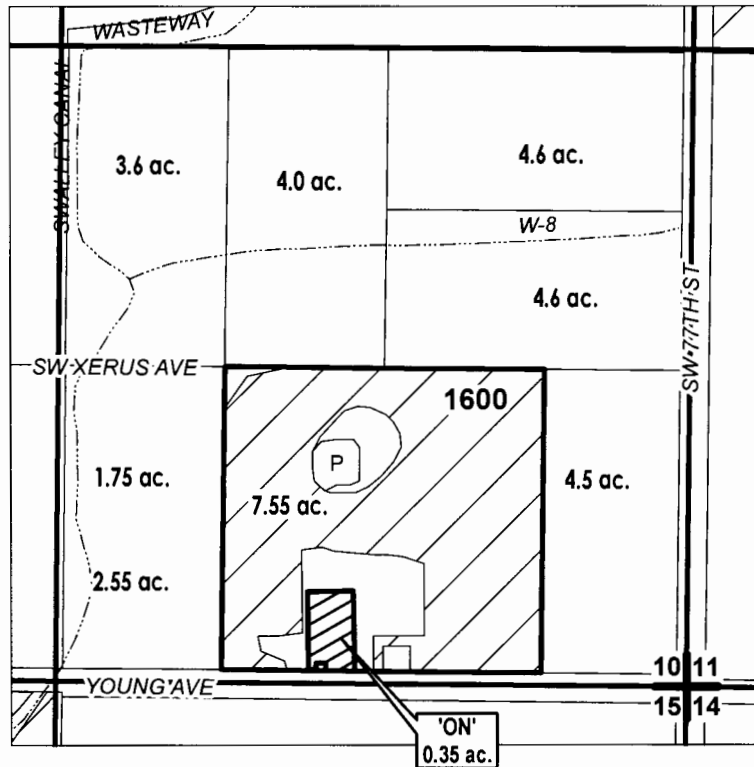 WASTEWAY
SWALLEY CANAL
3.6 ac.
4.0 ac.
4.6 ac.
W-8
4.6 ac.
SW 77TH ST
SW XERUS AVE
1600
P
7.55 ac.
1.75 ac.
4.5 ac.
2.55 ac.
10 11
YOUNG AVE
15 14
'ON'
0.35 ac.